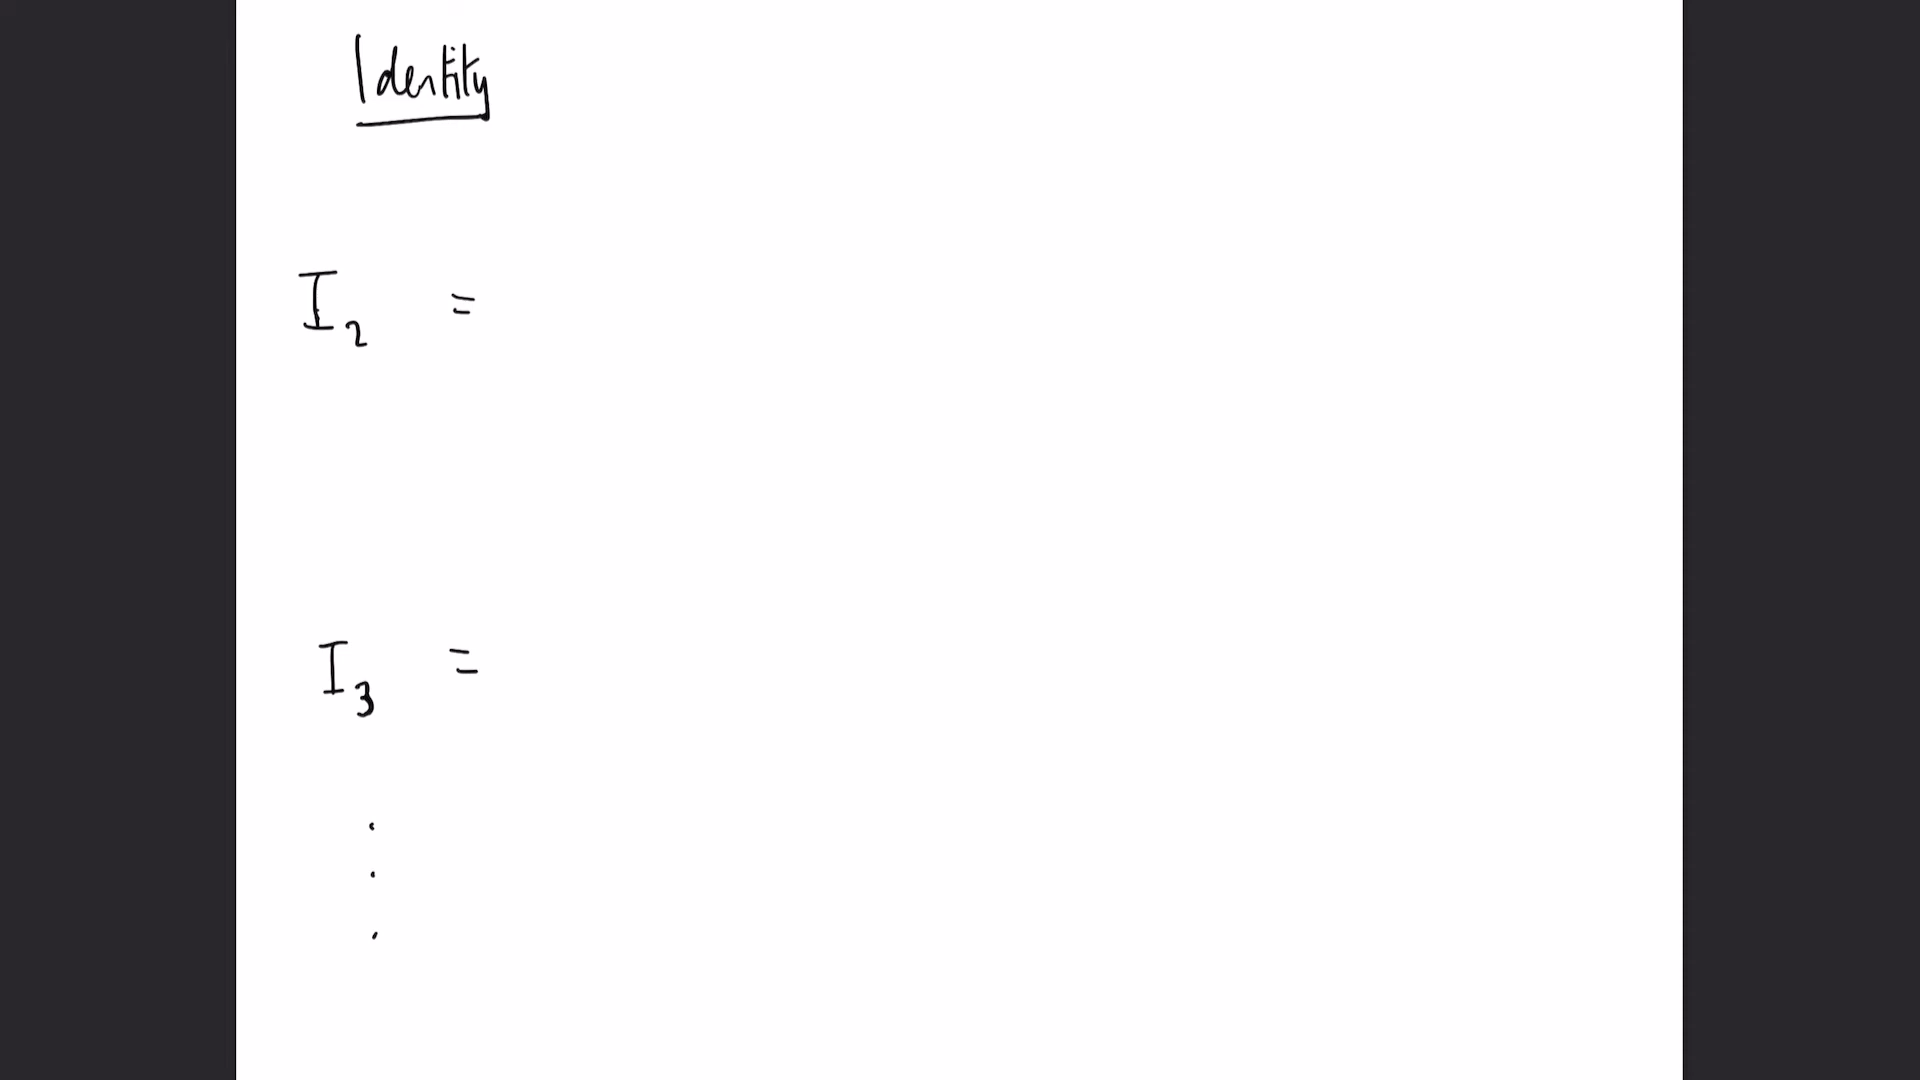 Identity
I₂ =
I₃ =
.
.
.